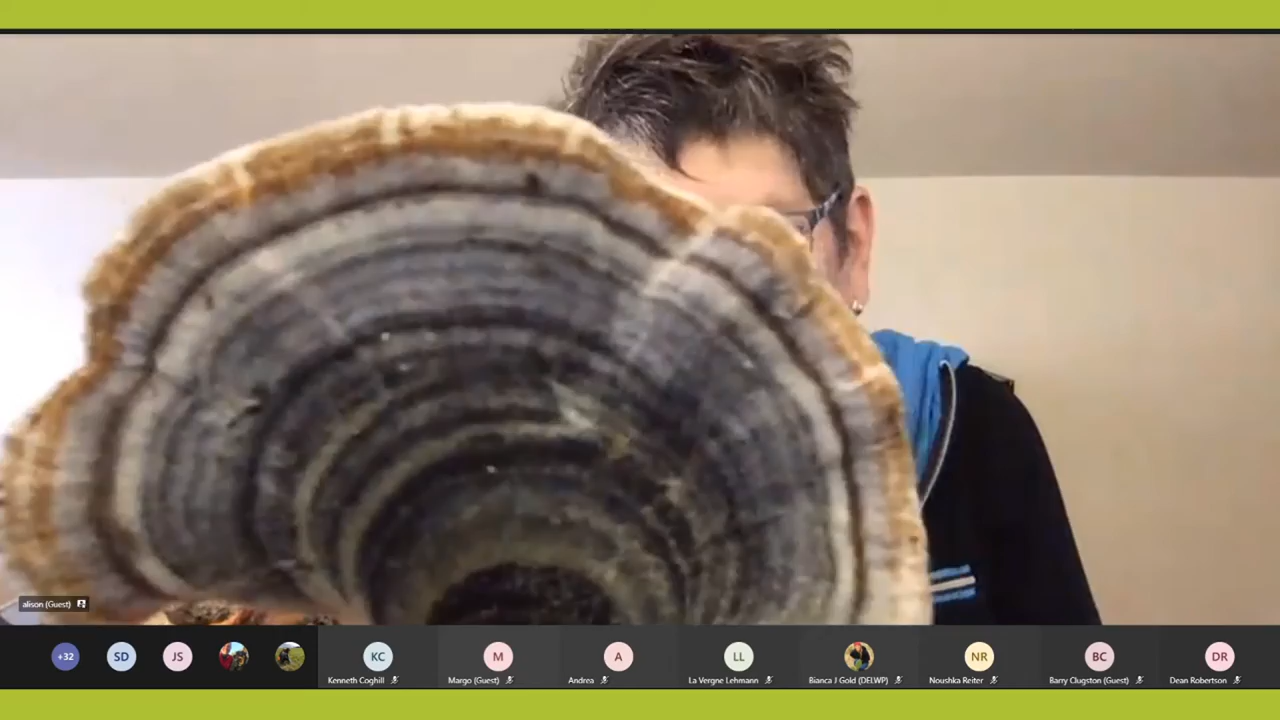 alison (Guest)
+32
SD
JS
KC
M
A
LL
NR
BC
DR
Kenneth Coghill
Margo (Guest)
Andrea
La Vergne Lehmann
Bianca J Gold (DELWP)
Noushka Reiter
Barry Clugston (Guest)
Dean Robertson